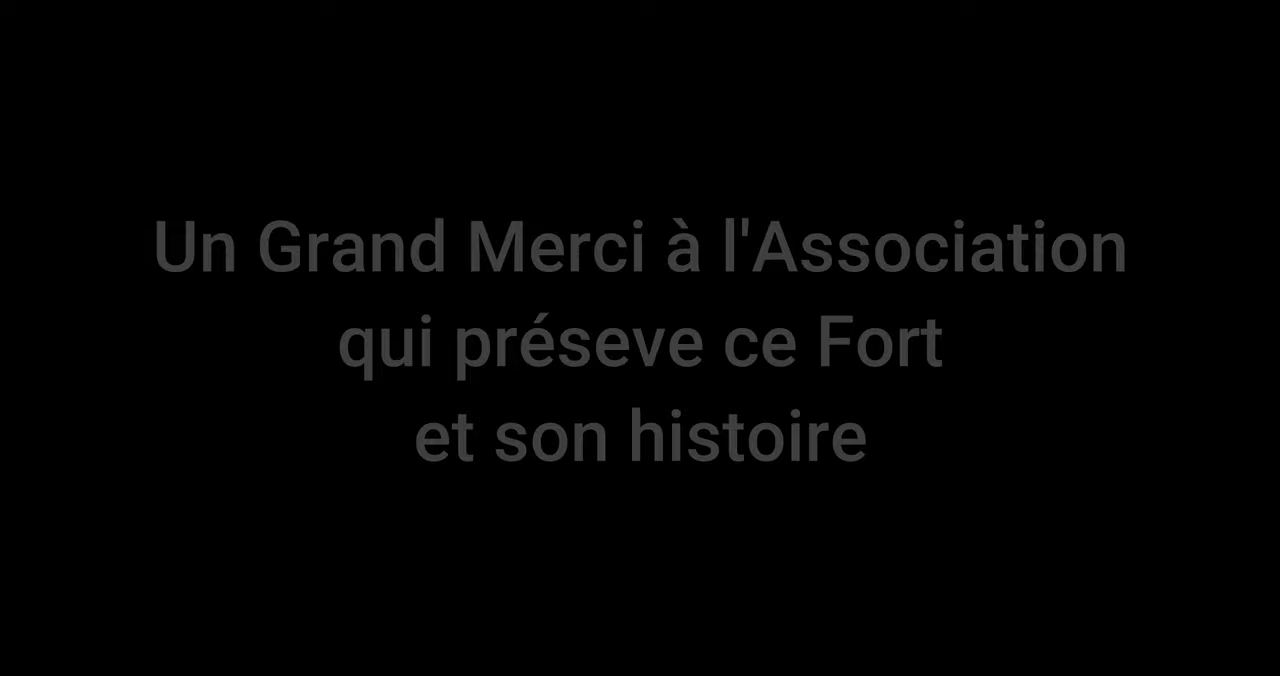 Un Grand Merci à l'Association
qui préseve ce Fort
et son histoire